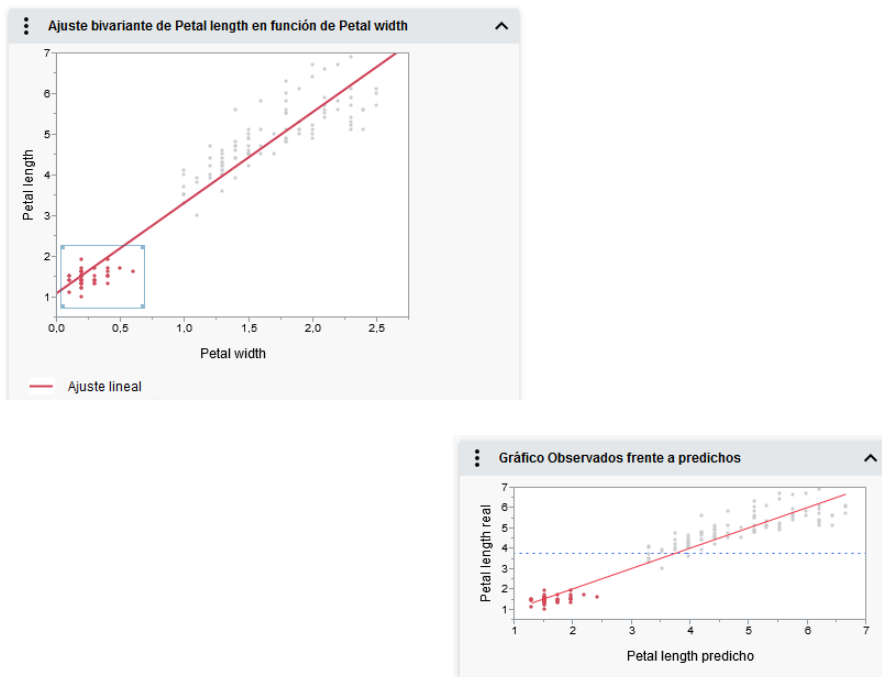 Ajuste bivariante de Petal length en función de Petal width
7
6
5
4
3
2
1
Petal length
0,0 0,5 1,0 1,5 2,0 2,5
Petal width
Ajuste lineal
Gráfico Observados frente a predichos
7
6
5
4
3
2
1
Petal length real
1 2 3 4 5 6 7
Petal length predicho